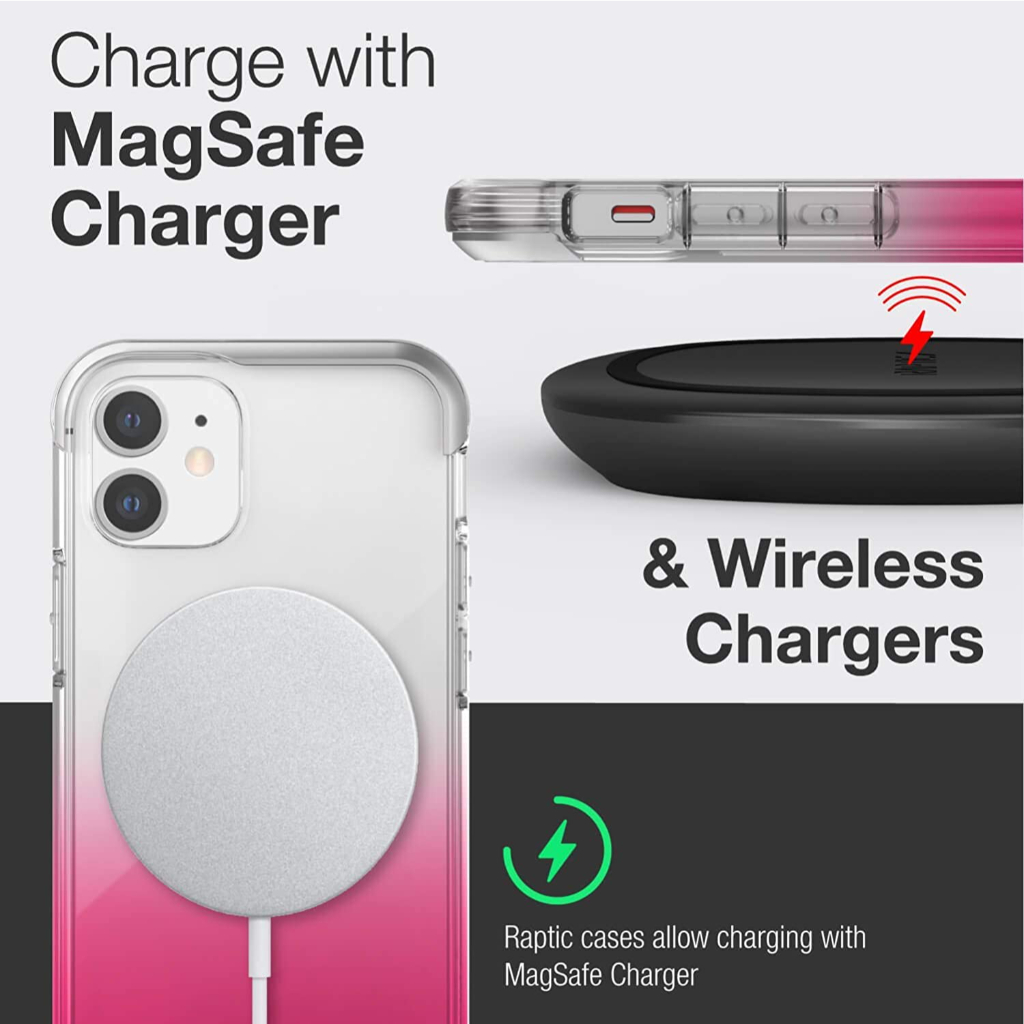 Charge with
MagSafe
Charger
& Wireless
Chargers
Raptic cases allow charging with
MagSafe Charger